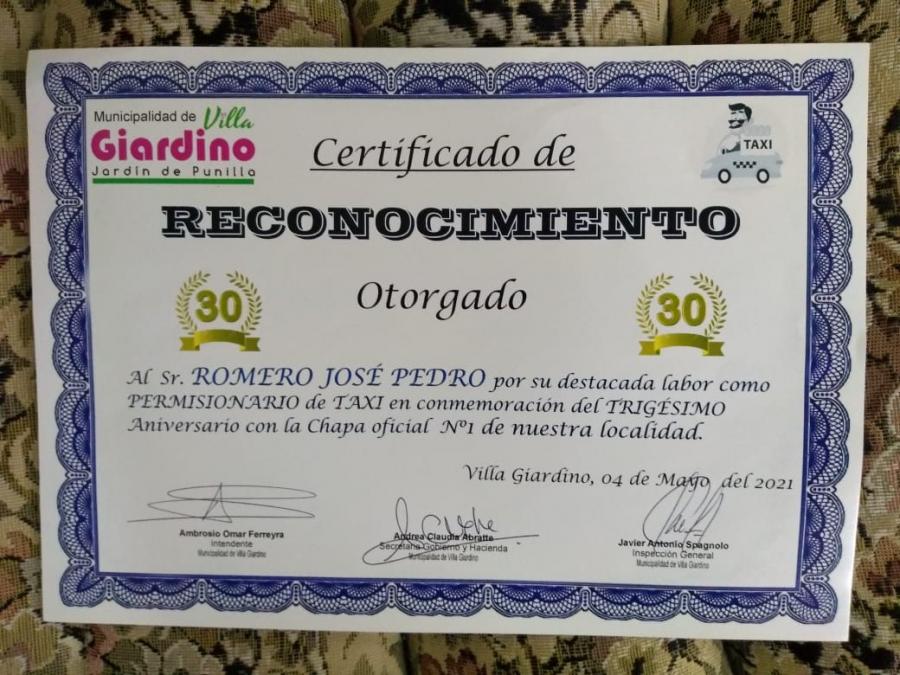 Municipalidad de Villa
Giardino
Jardín de Punilla
TAXI
Certificado de
RECONOCIMIENTO
30
Otorgado
30
Al Sr. ROMERO JOSÉ PEDRO por su destacada labor como
PERMISIONARIO de TAXI en conmemoración del TRIGÉSIMO
Aniversario con la Chapa oficial Nº1 de nuestra localidad.
Villa Giardino, 04 de Mayo del 2021
Ambrosio Omar Ferreyra
Intendente
Municipalidad de Villa Giardino
Andrea Claudia Abratte
Secretaria Gobierno y Hacienda
Municipalidad de Villa Giardino
Javier Antonio Spagnolo
Inspección General
Municipalidad de Villa Giardino